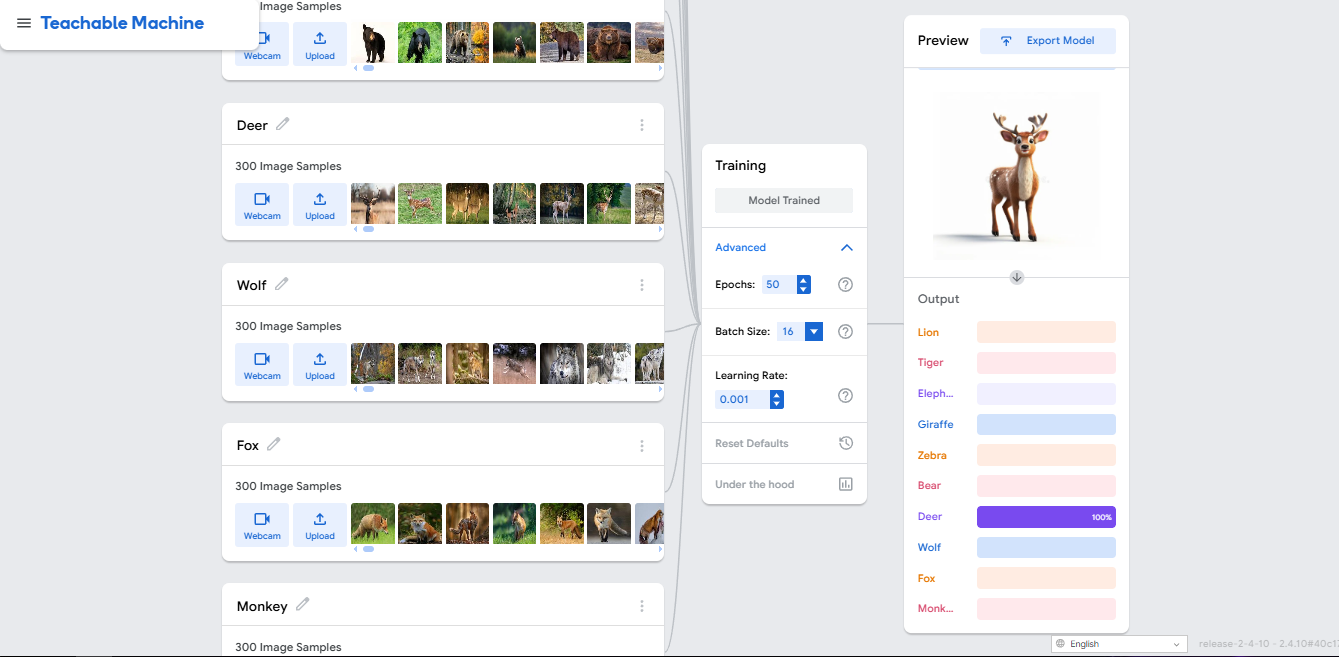 Teachable Machine
Image Samples
Webcam
Upload
Deer
300 Image Samples
Webcam
Upload
Wolf
300 Image Samples
Webcam
Upload
Fox
300 Image Samples
Webcam
Upload
Monkey
300 Image Samples
Training
Model Trained
Advanced
Epochs: 50
Batch Size: 16
Learning Rate:
0.001
Reset Defaults
Under the hood
Preview
Export Model
Output
Lion
Tiger
Eleph...
Giraffe
Zebra
Bear
Deer 100%
Wolf
Fox
Monk...
English
release-2-4-10 - 2.4.10#40c1